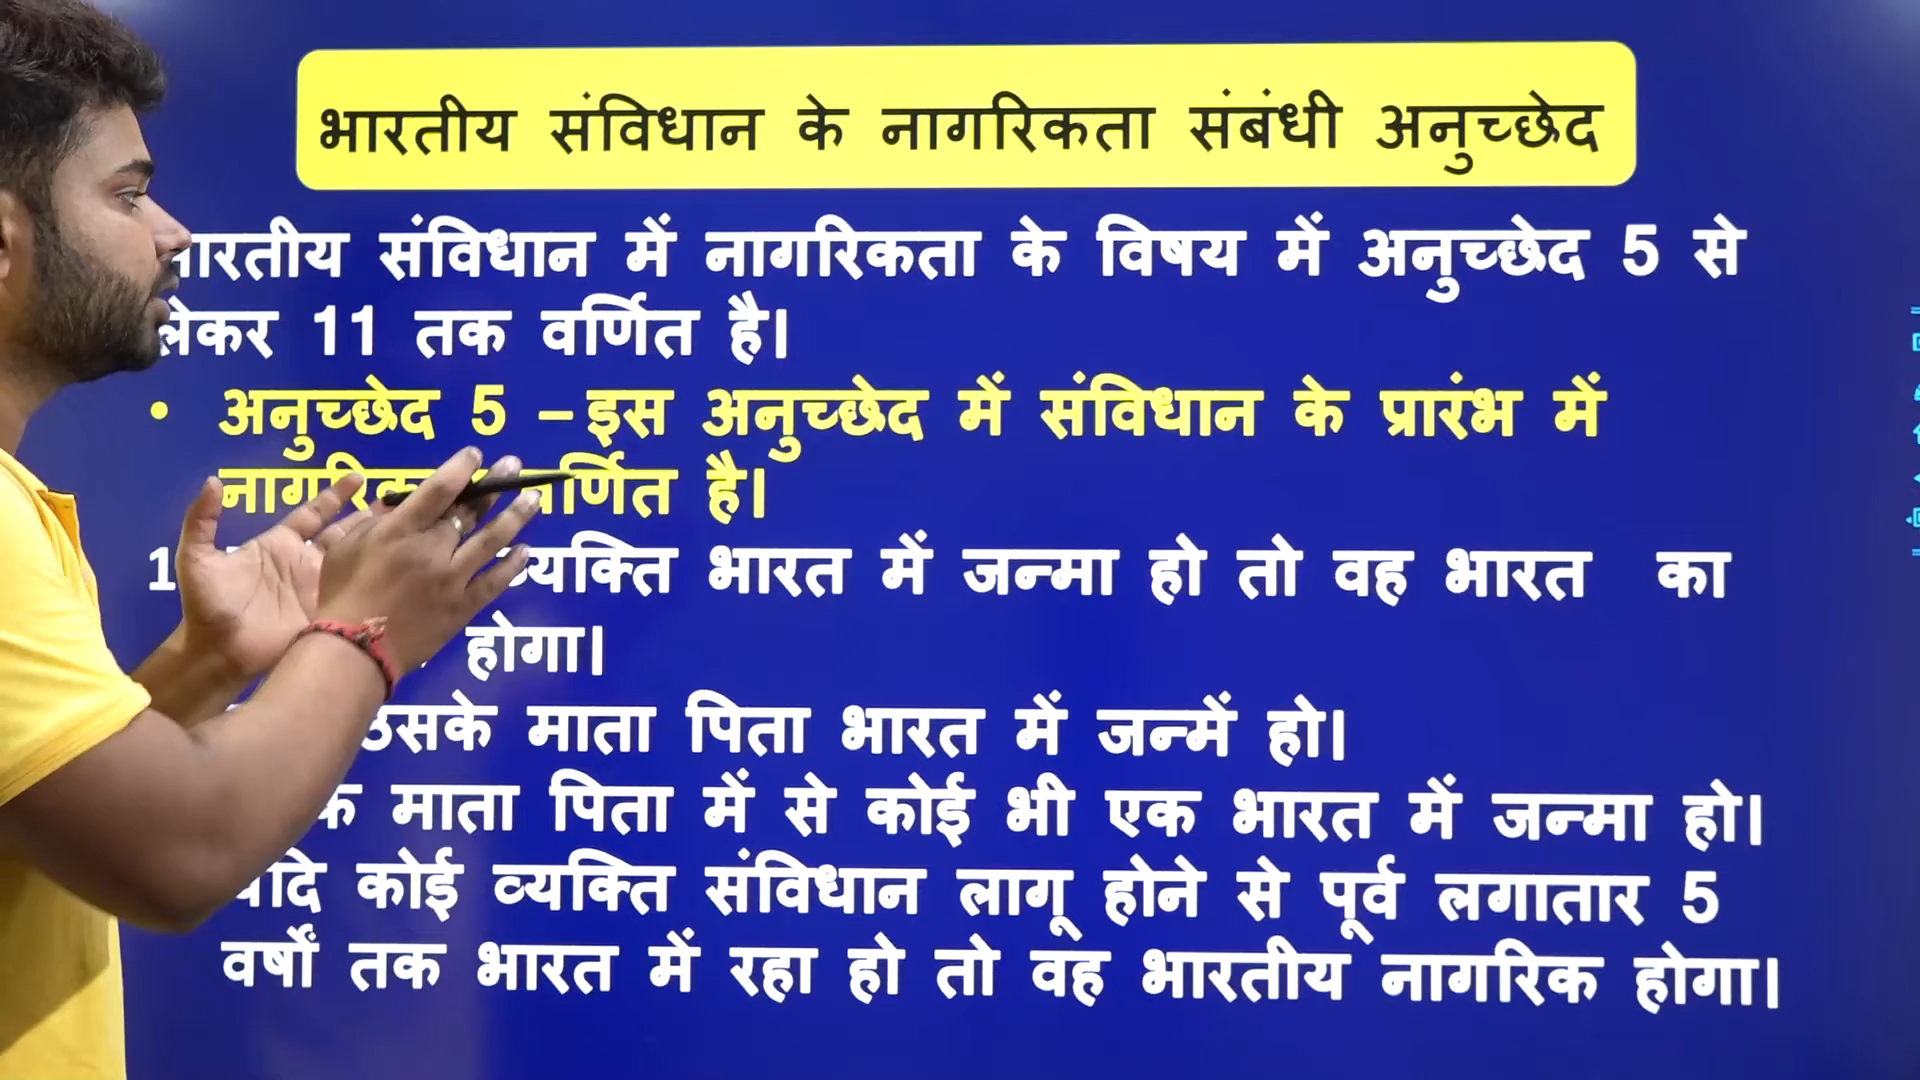 भारतीय संविधान के नागरिकता संबंधी अनुच्छेद
भारतीय संविधान में नागरिकता के विषय में अनुच्छेद 5 से
लेकर 11 तक वर्णित है।
• अनुच्छेद 5 – इस अनुच्छेद में संविधान के प्रारंभ में
वर्णित है।
1 व्यक्ति भारत में जन्मा हो तो वह भारत का
होगा।
उसके माता पिता भारत में जन्में हो।
माता पिता में से कोई भी एक भारत में जन्मा हो।
यदि कोई व्यक्ति संविधान लागू होने से पूर्व लगातार 5
वर्षों तक भारत में रहा हो तो वह भारतीय नागरिक होगा।